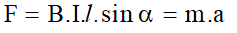 F = B.I.l.sin α = m.a